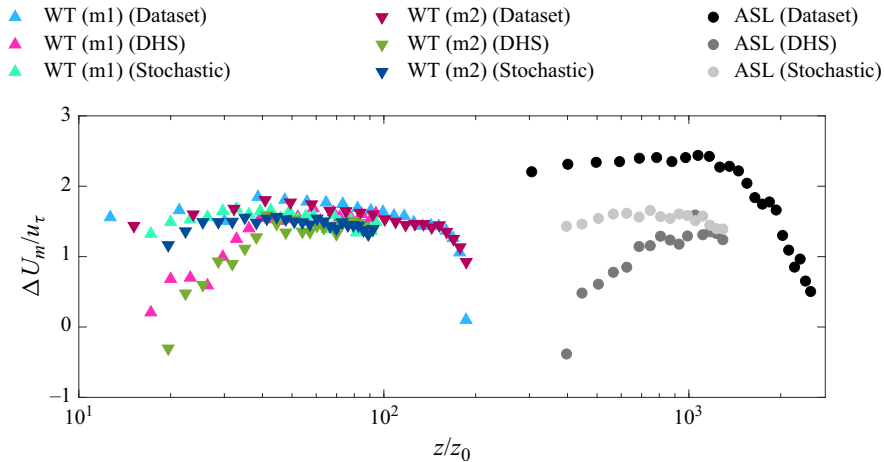 WT (m1) (Dataset) WT (m2) (Dataset) ASL (Dataset)
WT (m1) (DHS) WT (m2) (DHS) ASL (DHS)
WT (m1) (Stochastic) WT (m2) (Stochastic) ASL (Stochastic)
3
2
1
0
−1
ΔU_m/u_τ
10^1 10^2 10^3
z/z_0